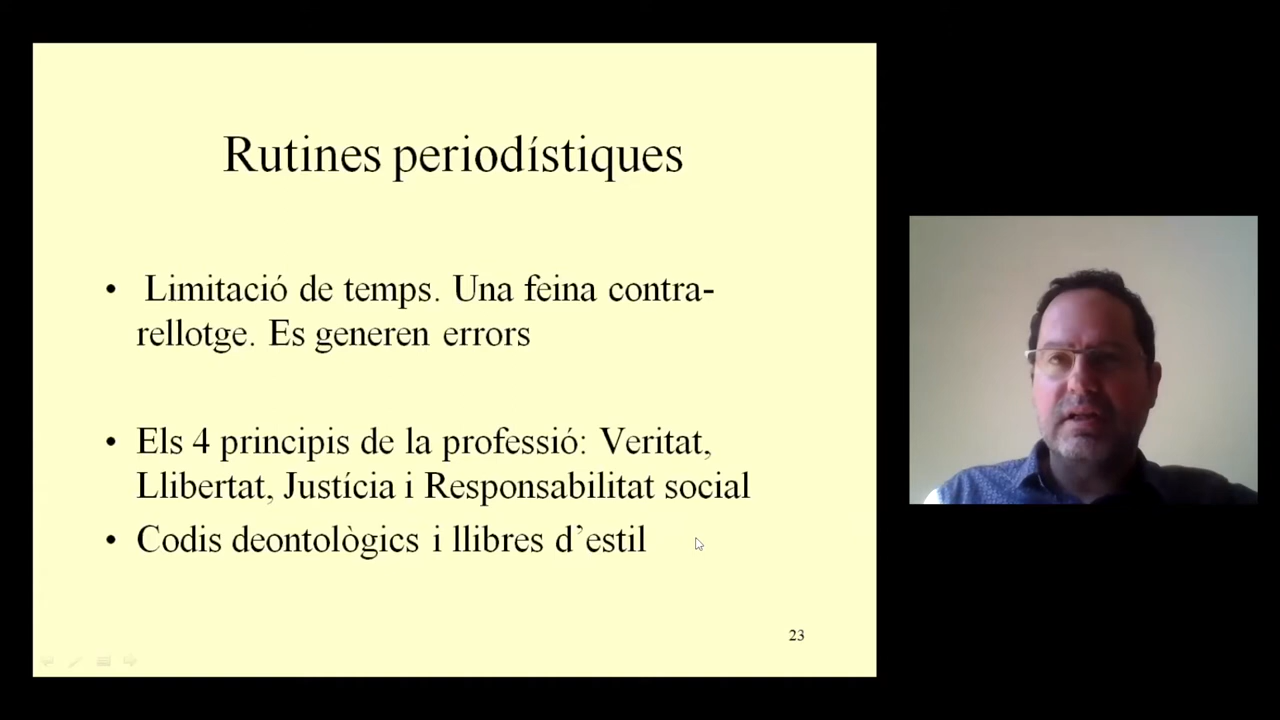 Rutines periodístiques
• Limitació de temps. Una feina contra-
rellotge. Es generen errors
• Els 4 principis de la professió: Veritat,
Llibertat, Justícia i Responsabilitat social
• Codis deontològics i llibres d’estil
23